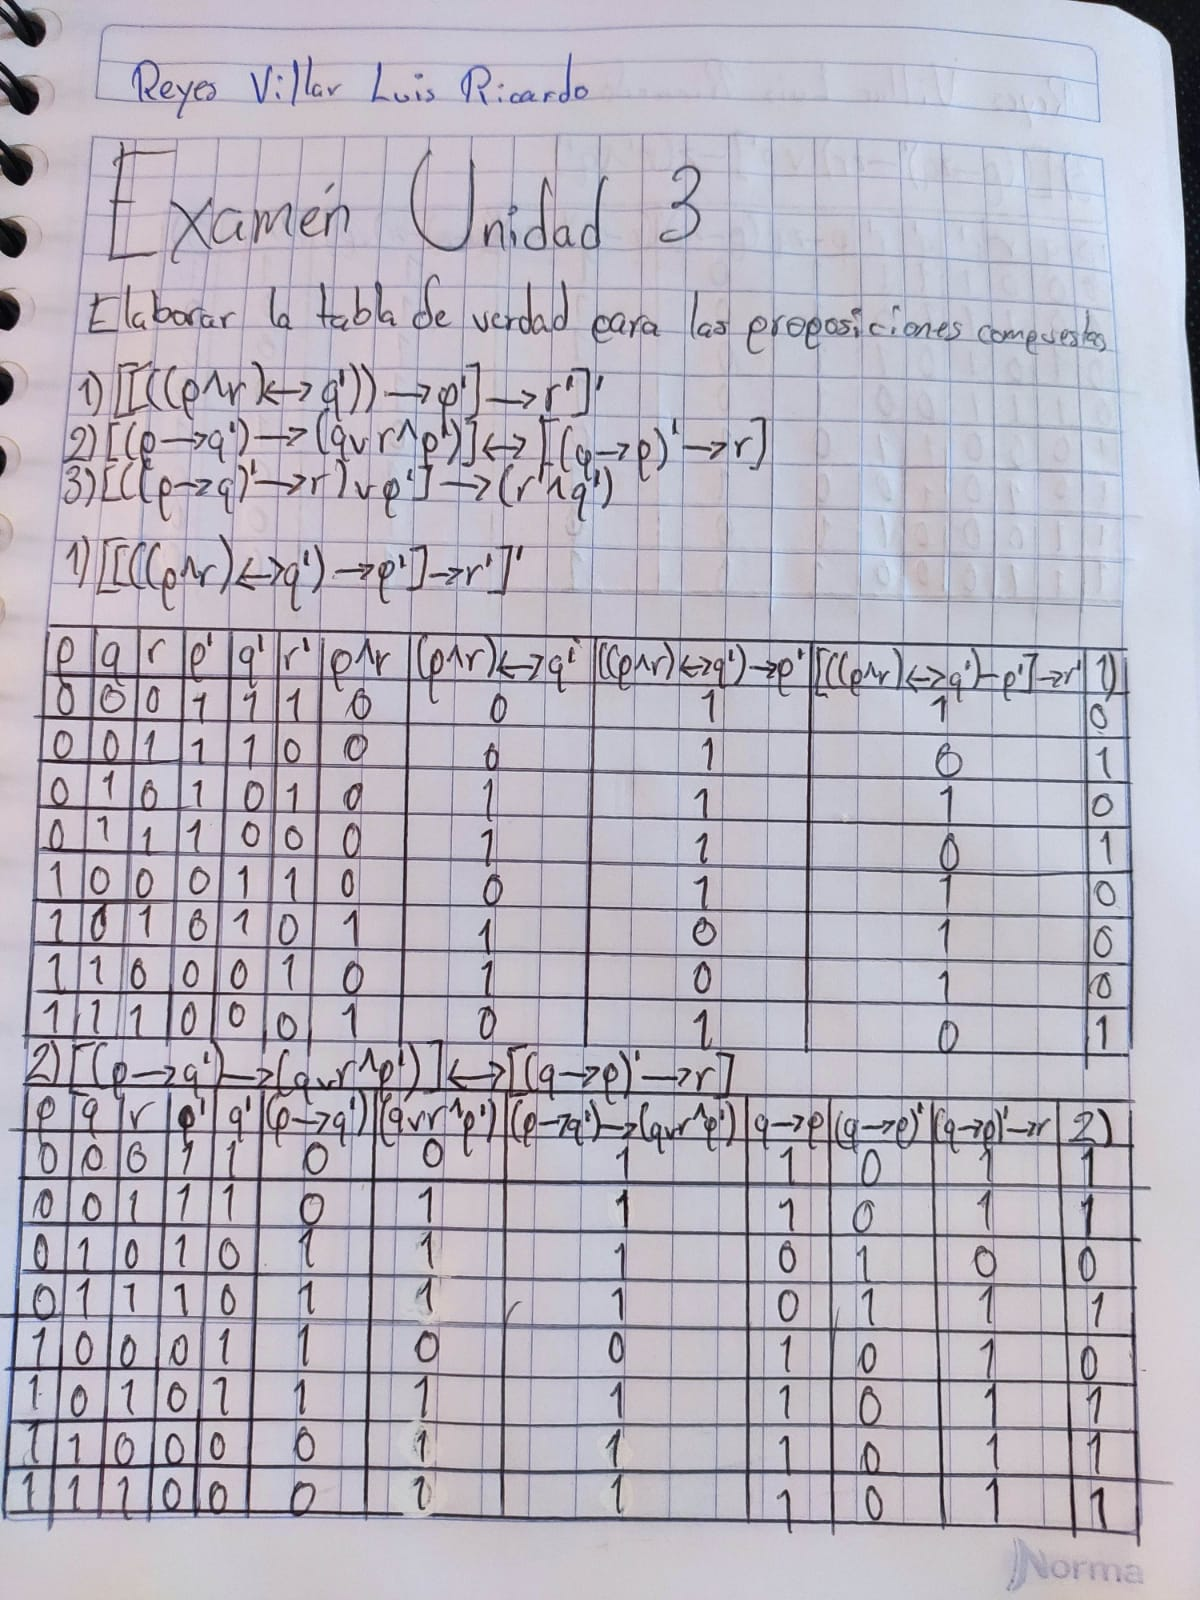 Reyes Villar Luis Ricardo
Examén Unidad 3
Elaborar la tabla de verdad para las proposiciones compuestas
1) [[((p∧r)<->q'))->p']->r']'
2) [(p->q')->(q∨r∧p')]<->[(q->p)'->r]
3) [((p->q)'->r)∨p']->(r'∧q')
1) [[((p∧r)<->q')->p']->r']'
p q r p' q' r' p∧r (p∧r)<->q' ((p∧r)<->q')->p' [((p∧r)<->q')-p']->r' 1)
0 0 0 1 1 1 0 0 1 1 0
0 0 1 1 1 0 0 0 1 0 1
0 1 0 1 0 1 0 1 1 1 0
0 1 1 1 0 0 0 1 1 0 1
1 0 0 0 1 1 0 0 1 1 0
1 0 1 0 1 0 1 1 0 1 0
1 1 0 0 0 1 0 1 0 1 0
1 1 1 0 0 0 1 0 1 0 1
2) [(p->q')->(q∨r∧p')]<->[(q->p)'->r]
p q r p' q' (p->q') (q∨r∧p') (p->q')->(q∨r∧p') q->p (q->p)' (q->p)'->r 2)
0 0 0 1 1 0 0 1 1 0 1 1
0 0 1 1 1 0 1 1 1 0 1 1
0 1 0 1 0 1 1 1 0 1 0 0
0 1 1 1 0 1 1 1 0 1 1 1
1 0 0 0 1 1 0 0 1 0 1 0
1 0 1 0 1 1 1 1 1 0 1 1
1 1 0 0 0 0 1 1 1 0 1 1
1 1 1 0 0 0 1 1 1 0 1 1
Norma